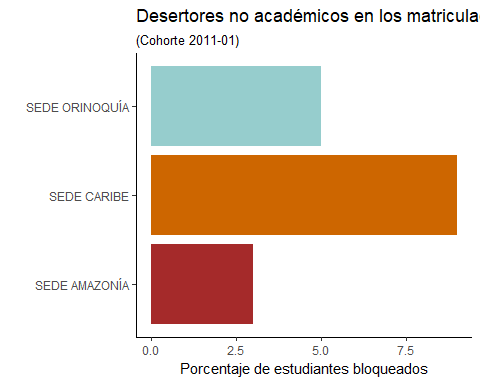 Desertores no académicos en los matricula
(Cohorte 2011-01)
SEDE ORINOQUÍA
SEDE CARIBE
SEDE AMAZONÍA
0.0 2.5 5.0 7.5
Porcentaje de estudiantes bloqueados